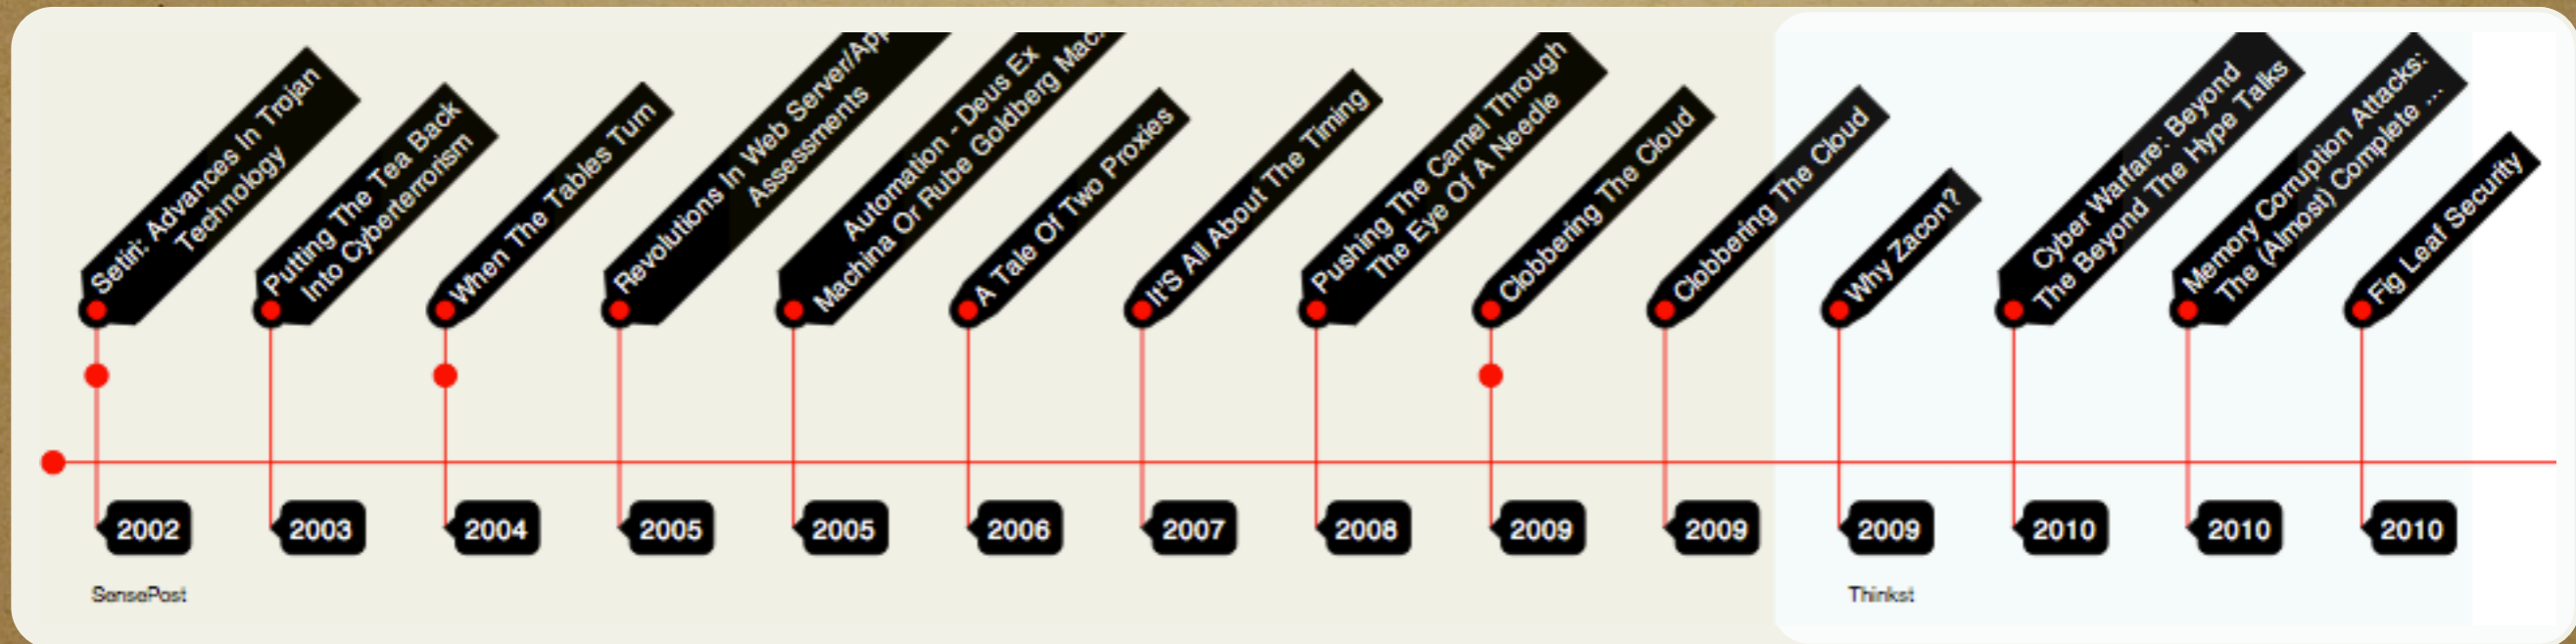 Setiri: Advances In Trojan
Technology
Putting The Tea Back
Into Cyberterrorism
When The Tables Turn
Revolutions In Web Server/App
Assessments
Automation - Deus Ex
Machina Or Rube Goldberg Mac
A Tale Of Two Proxies
It'S All About The Timing
Pushing The Camel Through
The Eye Of A Needle
Clobbering The Cloud
Clobbering The Cloud
Why Zacon?
Cyber Warfare: Beyond
The Beyond The Hype Talks
Memory Corruption Attacks:
The (Almost) Complete ...
Fig Leaf Security
2002
2003
2004
2005
2005
2006
2007
2008
2009
2009
2009
2010
2010
2010
SensePost
Thinkst